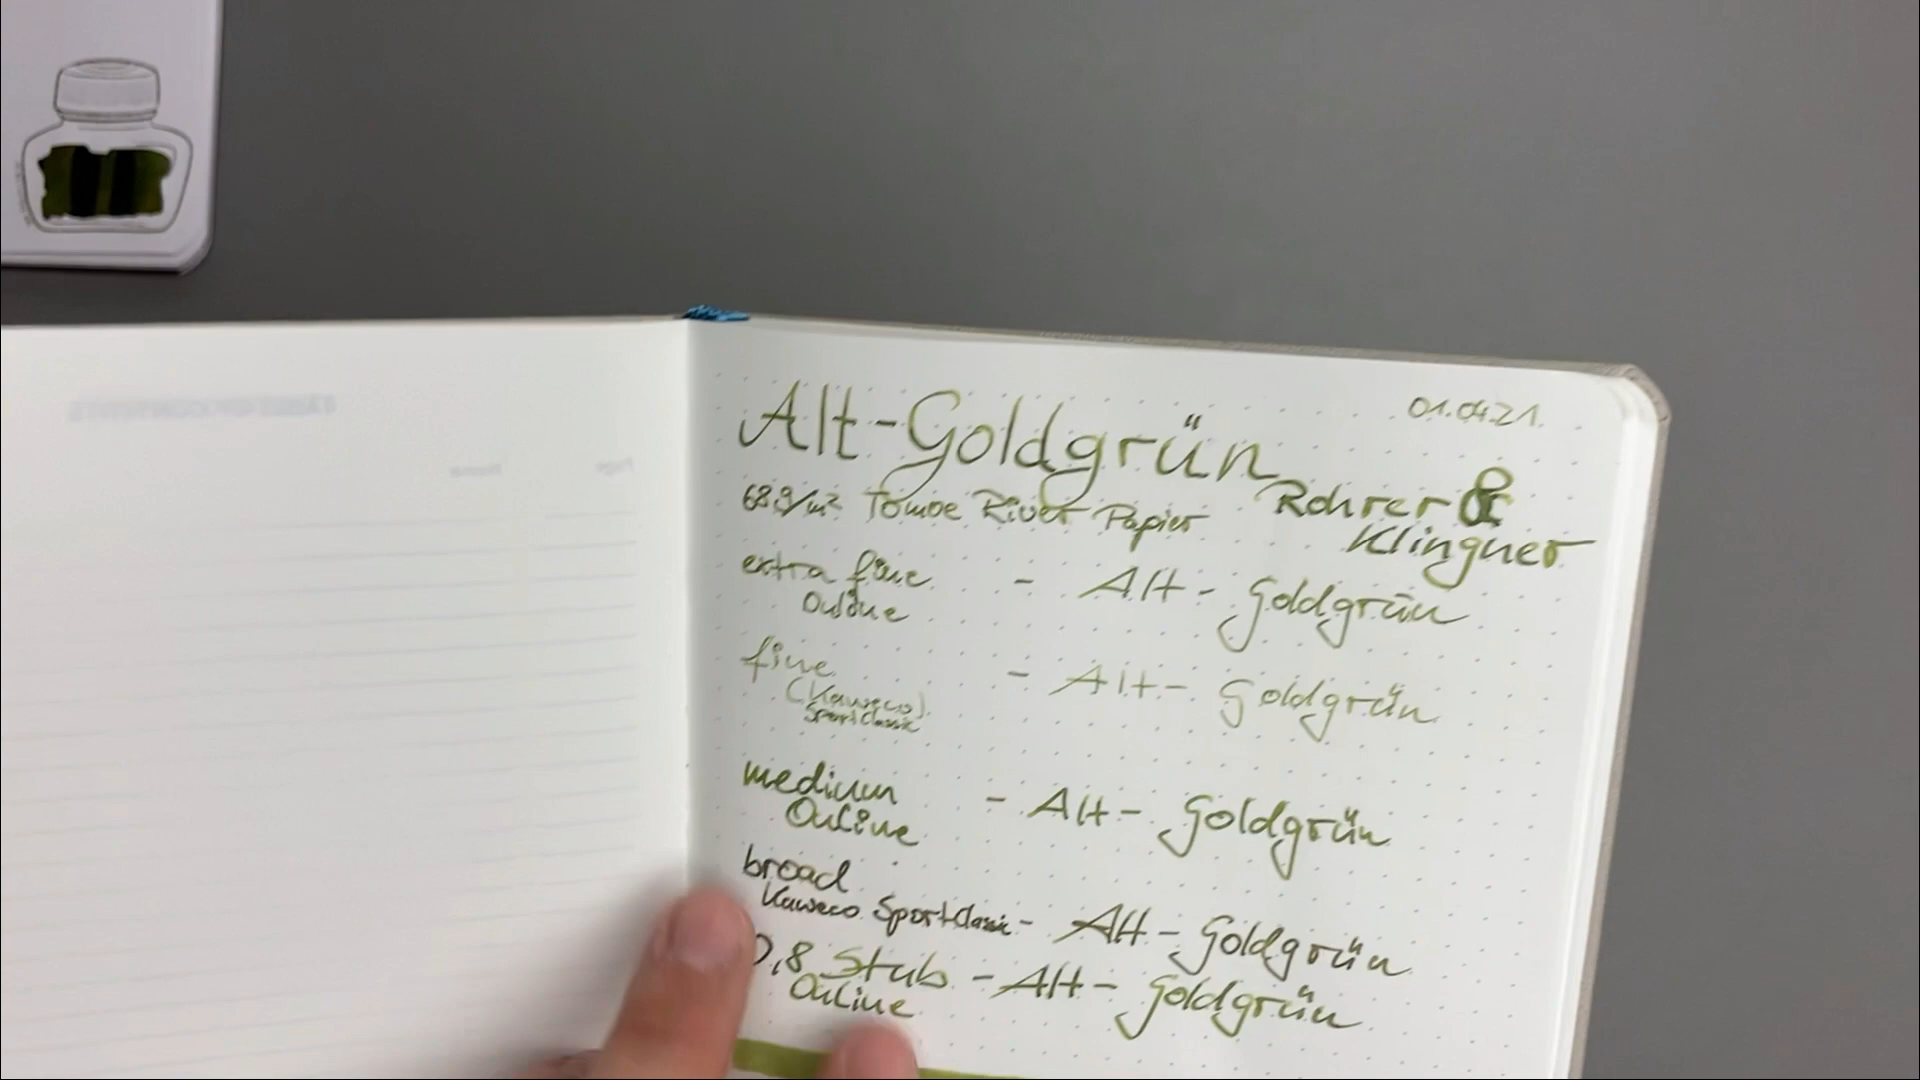 01.04.21.
Alt-Goldgrün
Rohrer &
Klingner
68g/m² Tomoe River Papier
extra fine - Alt-Goldgrün
Online
fine - Alt-Goldgrün
(Kaweco)
Sport Classic
medium - Alt-Goldgrün
Online
broad
Kaweco Sport Classic - Alt-Goldgrün
0,8 Stub - Alt-Goldgrün
Online